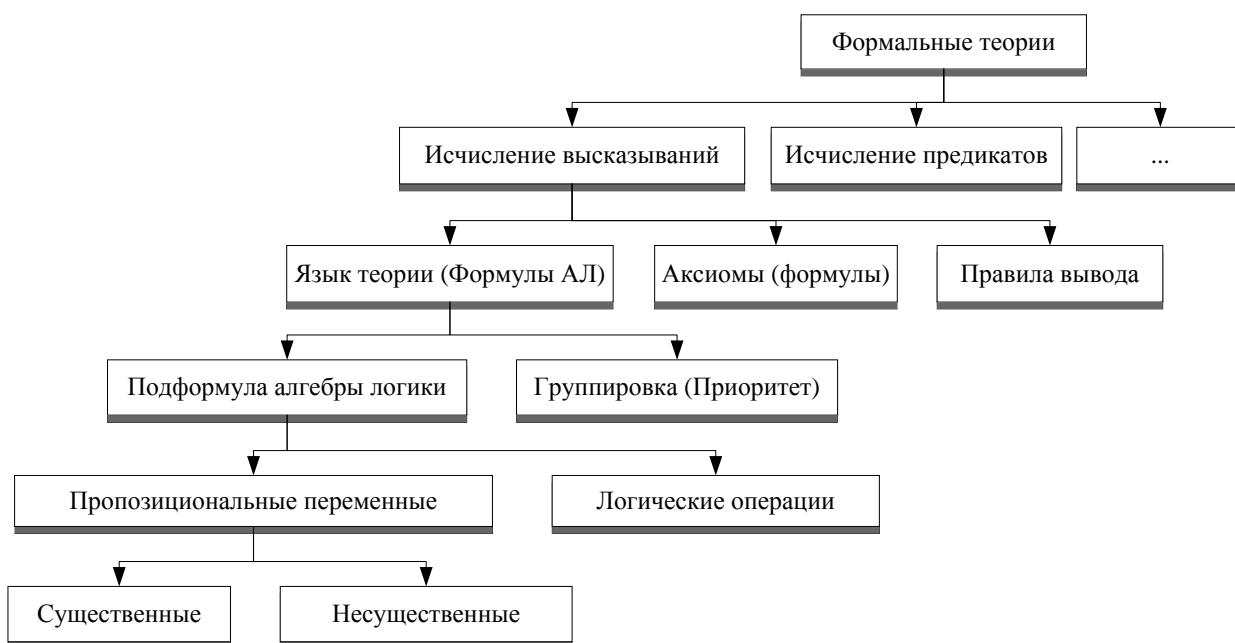 Формальные теории
Исчисление высказываний
Исчисление предикатов
...
Язык теории (Формулы АЛ)
Аксиомы (формулы)
Правила вывода
Подформула алгебры логики
Группировка (Приоритет)
Пропозициональные переменные
Логические операции
Существенные
Несущественные